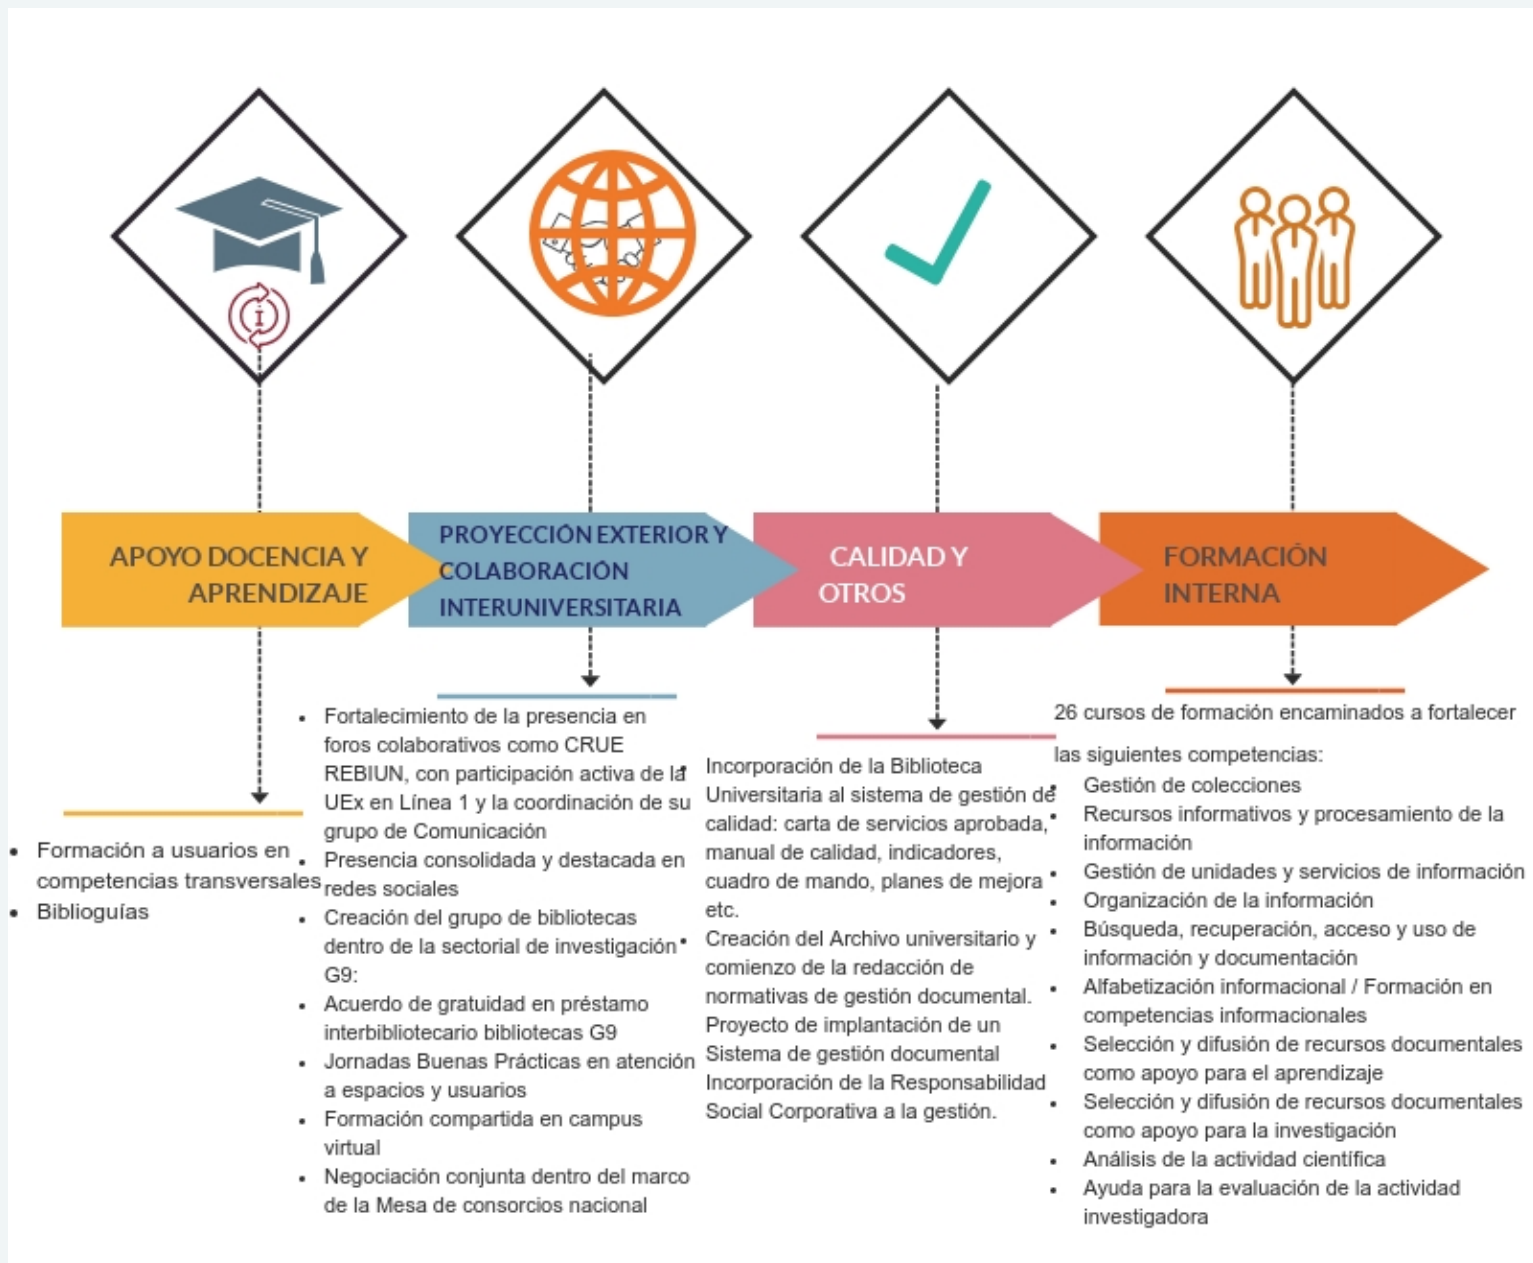 APOYO DOCENCIA Y
APRENDIZAJE
• Formación a usuarios en
competencias transversales
• Biblioguías
PROYECCIÓN EXTERIOR Y
COLABORACIÓN
INTERUNIVERSITARIA
• Fortalecimiento de la presencia en
foros colaborativos como CRUE
REBIUN, con participación activa de la
UEx en Línea 1 y la coordinación de su
grupo de Comunicación
• Presencia consolidada y destacada en
redes sociales
• Creación del grupo de bibliotecas
dentro de la sectorial de investigación
G9:
• Acuerdo de gratuidad en préstamo
interbibliotecario bibliotecas G9
• Jornadas Buenas Prácticas en atención
a espacios y usuarios
• Formación compartida en campus
virtual
• Negociación conjunta dentro del marco
de la Mesa de consorcios nacional
CALIDAD Y
OTROS
• Incorporación de la Biblioteca
Universitaria al sistema de gestión de
calidad: carta de servicios aprobada,
manual de calidad, indicadores,
cuadro de mando, planes de mejora
etc.
• Creación del Archivo universitario y
comienzo de la redacción de
normativas de gestión documental.
Proyecto de implantación de un
Sistema de gestión documental
Incorporación de la Responsabilidad
Social Corporativa a la gestión.
FORMACIÓN
INTERNA
26 cursos de formación encaminados a fortalecer
las siguientes competencias:
• Gestión de colecciones
• Recursos informativos y procesamiento de la
información
• Gestión de unidades y servicios de información
• Organización de la información
• Búsqueda, recuperación, acceso y uso de
información y documentación
• Alfabetización informacional / Formación en
competencias informacionales
• Selección y difusión de recursos documentales
como apoyo para el aprendizaje
• Selección y difusión de recursos documentales
como apoyo para la investigación
• Análisis de la actividad científica
• Ayuda para la evaluación de la actividad
investigadora